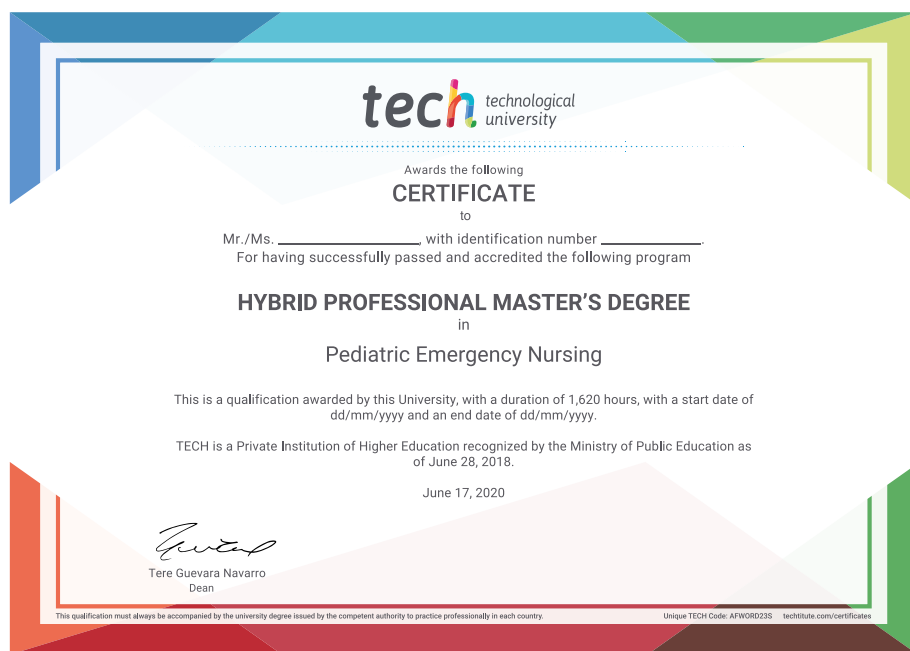 tech technological
university
Awards the following
CERTIFICATE
to
Mr./Ms. ____________________, with identification number ______________.
For having successfully passed and accredited the following program
HYBRID PROFESSIONAL MASTER'S DEGREE
in
Pediatric Emergency Nursing
This is a qualification awarded by this University, with a duration of 1,620 hours, with a start date of
dd/mm/yyyy and an end date of dd/mm/yyyy.
TECH is a Private Institution of Higher Education recognized by the Ministry of Public Education as
of June 28, 2018.
June 17, 2020
Tere Guevara Navarro
Dean
This qualification must always be accompanied by the university degree issued by the competent authority to practice professionally in each country.
Unique TECH Code: AFWORD23S techtitute.com/certificates